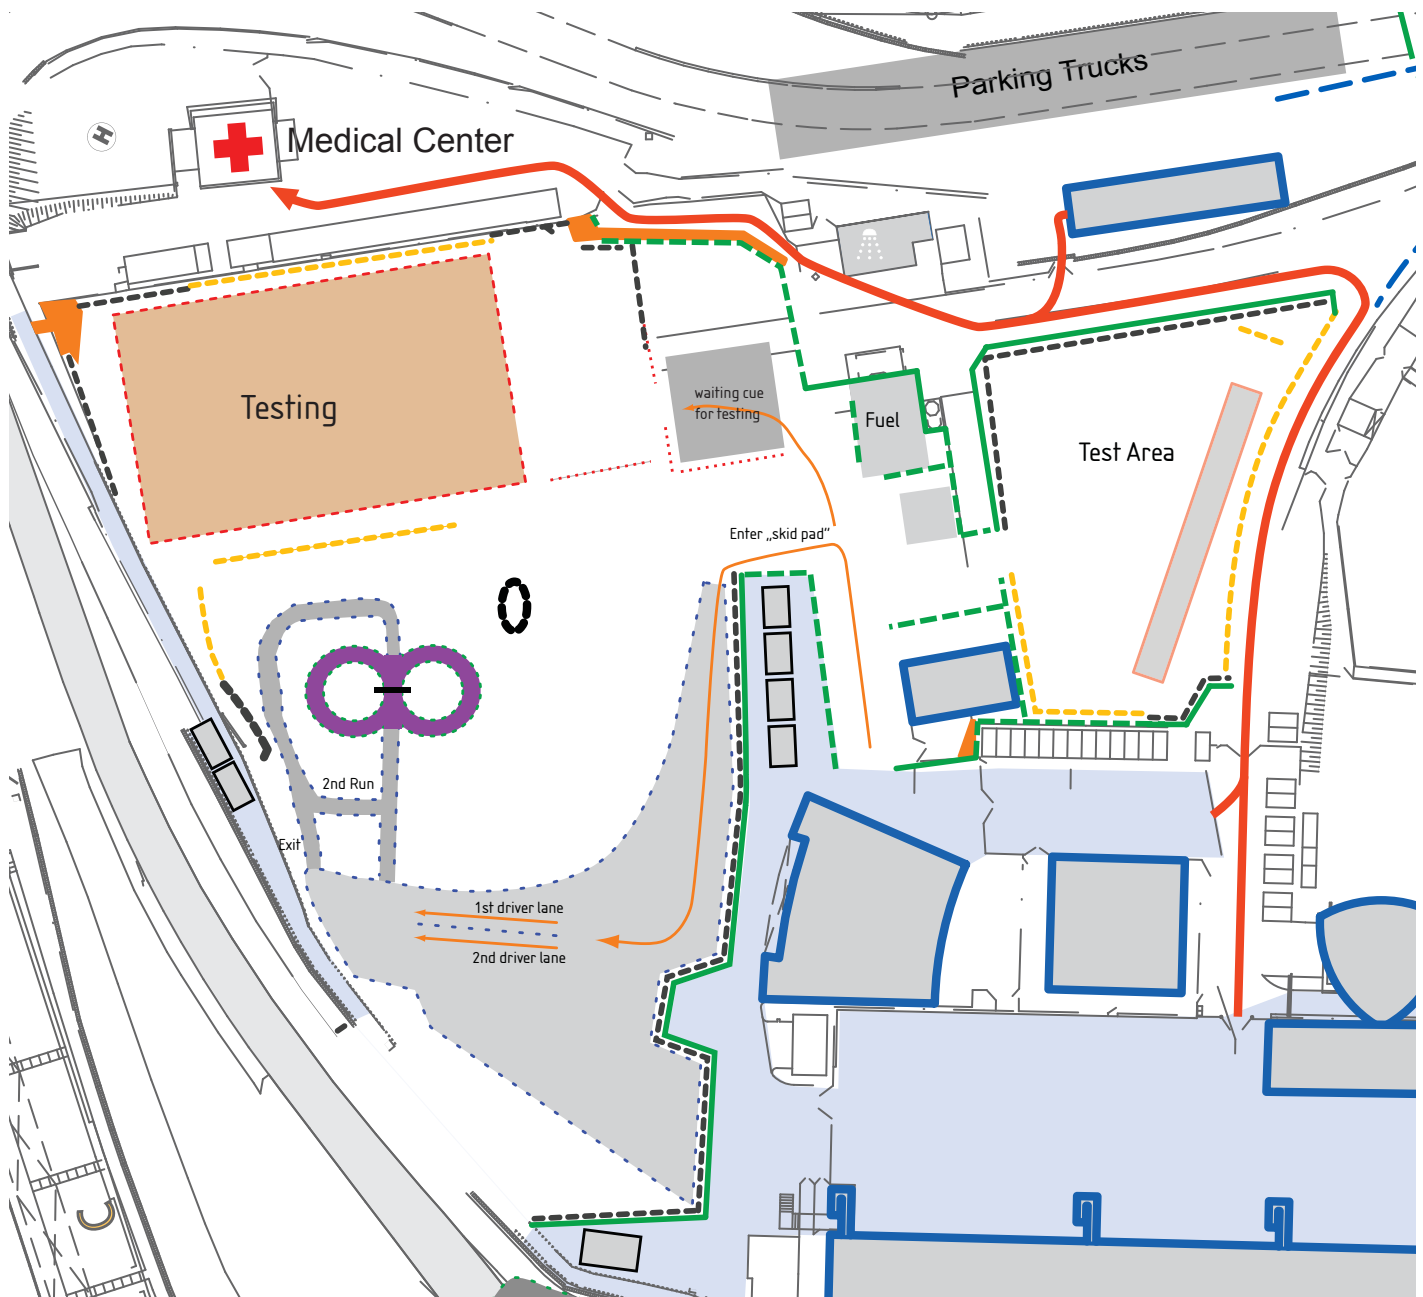 Parking Trucks
H
Medical Center
waiting cue
for testing
Testing
Fuel
Test Area
Enter „skid pad“
2nd Run
Exit
1st driver lane
2nd driver lane